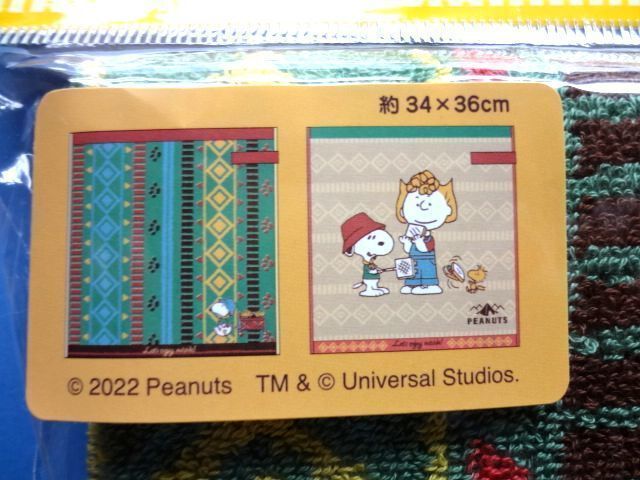 約 34×36cm
PEANUTS
© 2022 Peanuts TM & © Universal Studios.